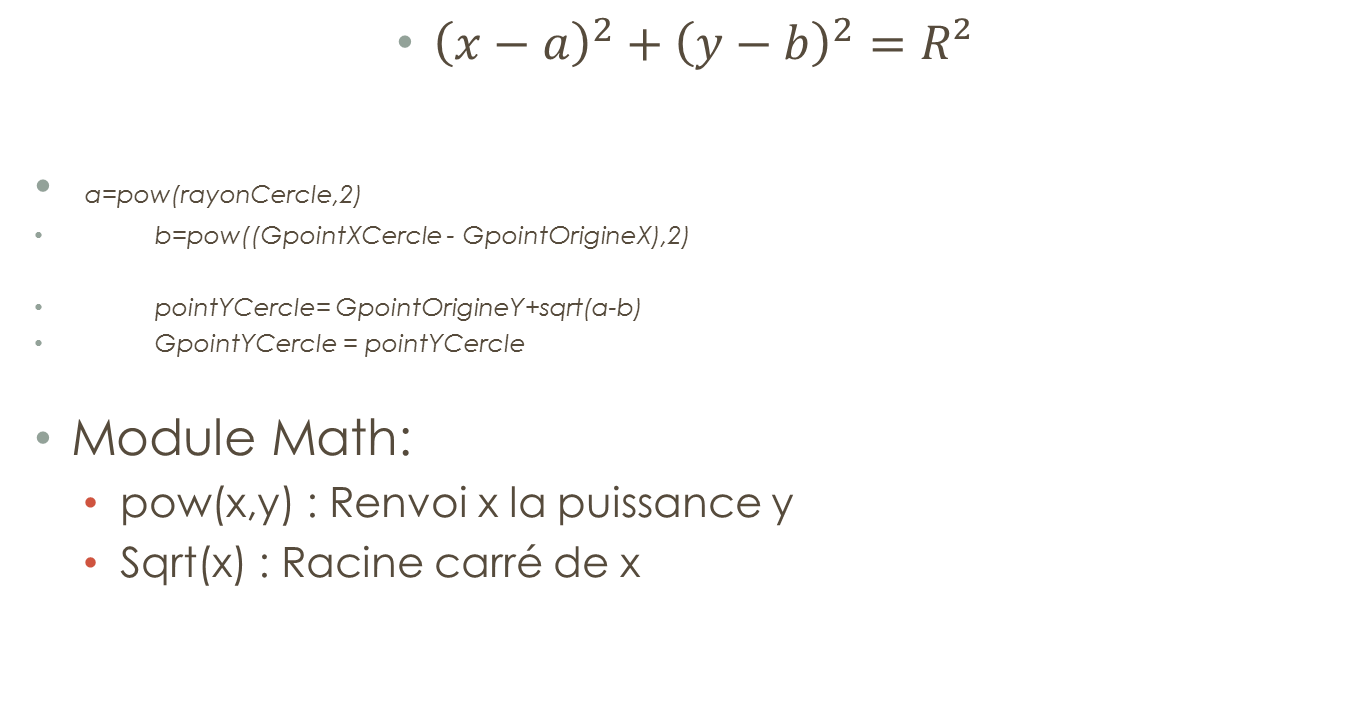 • (x − a)² + (y − b)² = R²
• a=pow(rayonCercle,2)
• b=pow((GpointXCercle - GpointOrigineX),2)
• pointYCercle= GpointOrigineY+sqrt(a-b)
• GpointYCercle = pointYCercle
• Module Math:
• pow(x,y) : Renvoi x la puissance y
• Sqrt(x) : Racine carré de x